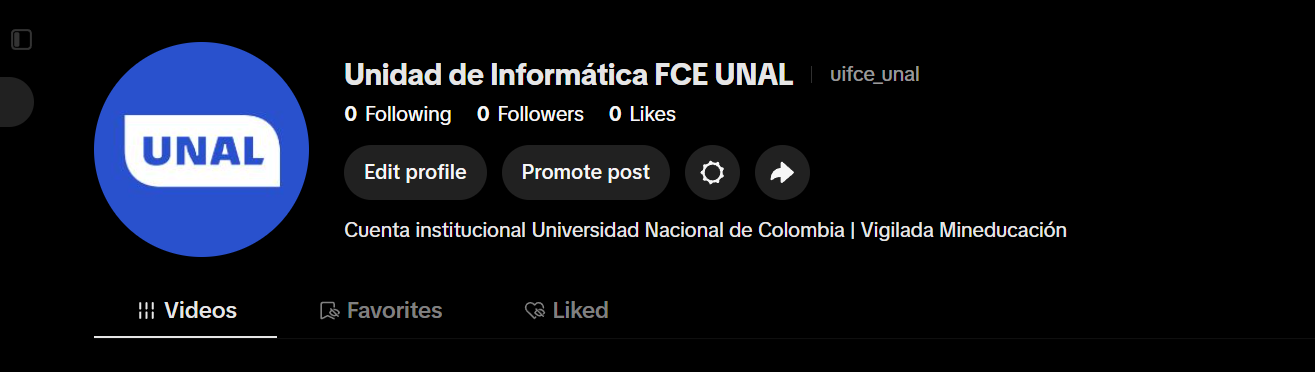 UNAL
Unidad de Informática FCE UNAL uifce_unal
0 Following 0 Followers 0 Likes
Edit profile Promote post
Cuenta institucional Universidad Nacional de Colombia | Vigilada Mineducación
Videos Favorites Liked